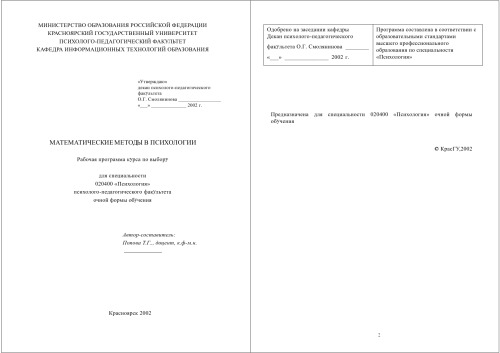 МИНИСТЕРСТВО ОБРАЗОВАНИЯ РОССИЙСКОЙ ФЕДЕРАЦИИ
КРАСНОЯРСКИЙ ГОСУДАРСТВЕННЫЙ УНИВЕРСИТЕТ
ПСИХОЛОГО-ПЕДАГОГИЧЕСКИЙ ФАКУЛЬТЕТ
КАФЕДРА ИНФОРМАЦИОННЫХ ТЕХНОЛОГИЙ ОБРАЗОВАНИЯ
«Утверждаю»
декан психолого-педагогического
факультета
О.Г. Смолянинова ________________
«___» ______________ 2002 г.
МАТЕМАТИЧЕСКИЕ МЕТОДЫ В ПСИХОЛОГИИ
Рабочая программа курса по выбору
для специальности
020400 «Психология»
психолого-педагогического факультета
очной формы обучения
Автор-составитель:
Попова Т.Г.., доцент, к.ф-м.н.
______________
Красноярск 2002
Одобрено на заседании кафедры
Декан психолого-педагогического
факультета О.Г. Смолянинова ________
«___» ________________ 2002 г.
Программа составлена в соответствии с
образовательными стандартами
высшего профессионального
образования по специальности
«Психология»
Предназначена для специальности 020400 «Психология» очной формы
обучения
© КрасГУ,2002
2